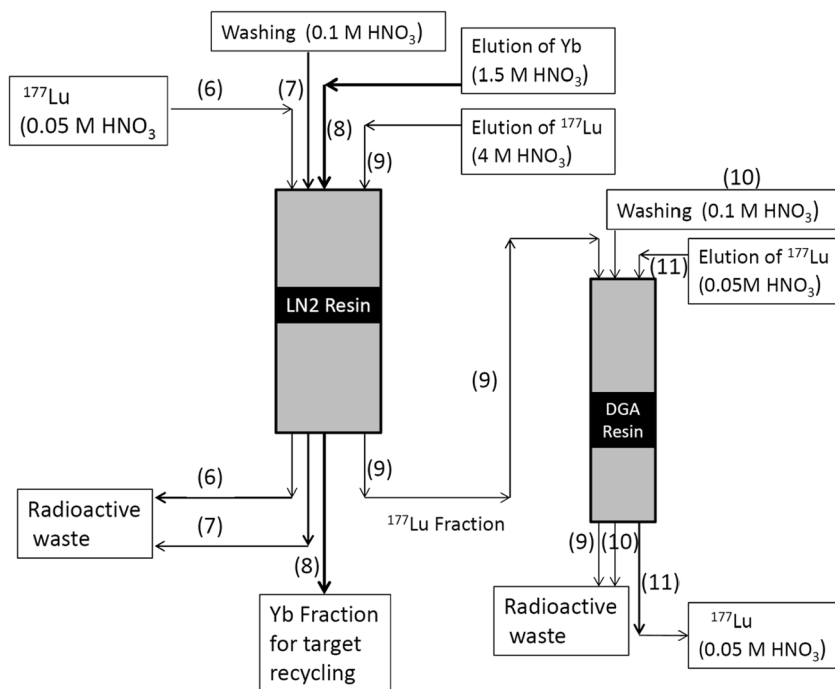 Washing (0.1 M HNO₃)
Elution of Yb
(1.5 M HNO₃)
¹⁷⁷Lu
(0.05 M HNO₃
(6)
(7)
(8)
Elution of ¹⁷⁷Lu
(4 M HNO₃)
(9)
(10)
Washing (0.1 M HNO₃)
Elution of ¹⁷⁷Lu
(0.05M HNO₃)
(11)
LN2 Resin
(9)
DGA
Resin
(6)
(9)
Radioactive
waste
(7)
¹⁷⁷Lu Fraction
(8)
(9)
(10)
(11)
Yb Fraction
for target
recycling
Radioactive
waste
¹⁷⁷Lu
(0.05 M HNO₃)